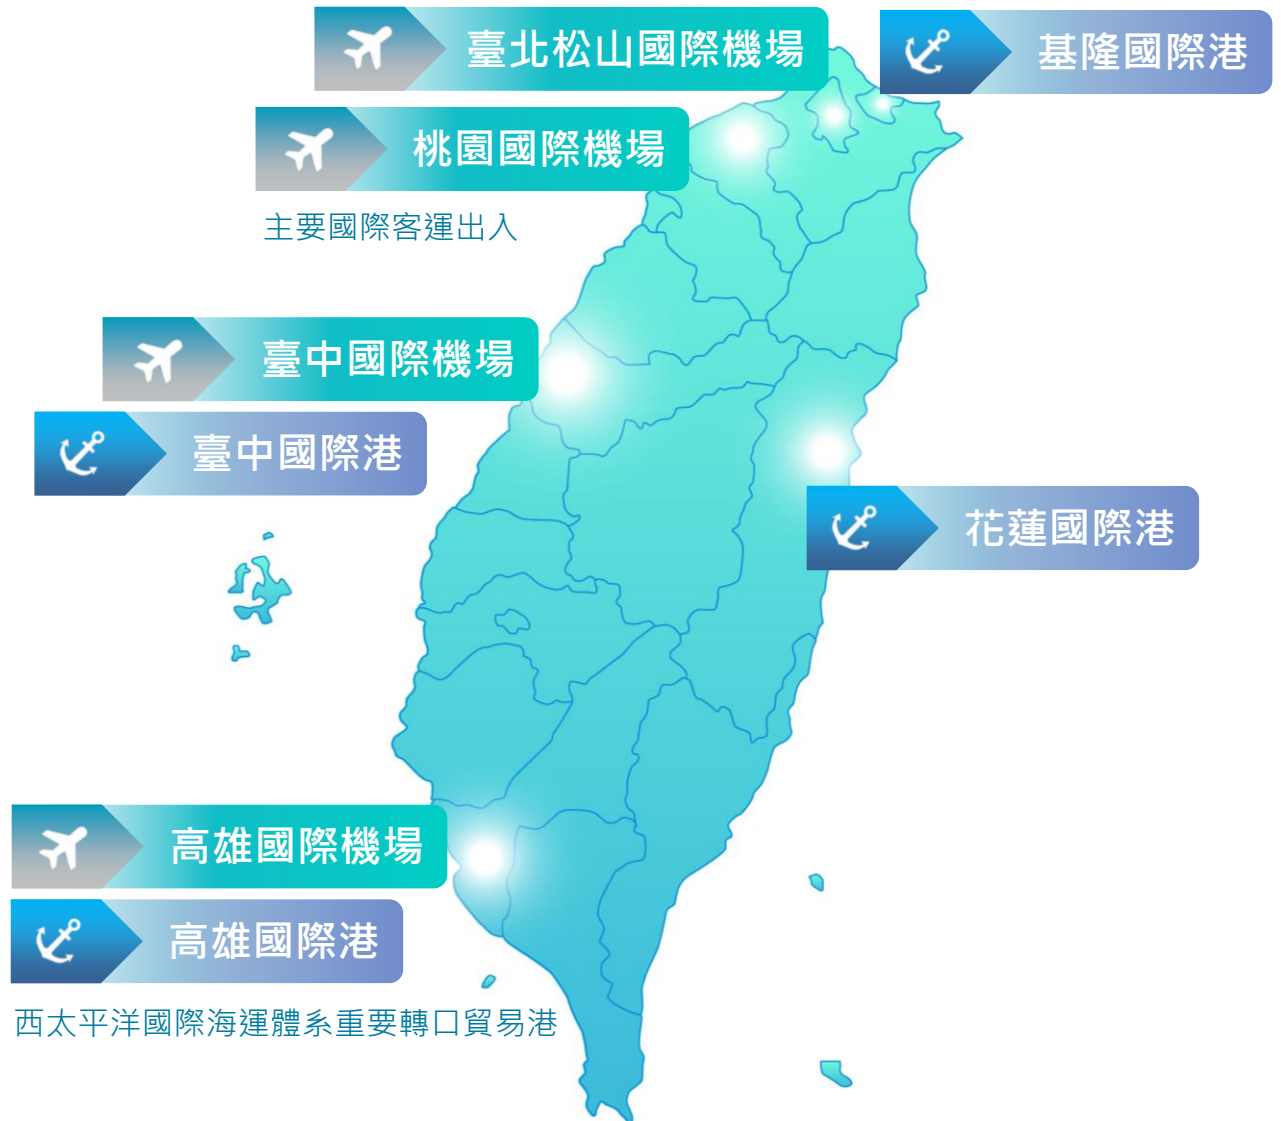 臺北松山國際機場
基隆國際港
桃園國際機場
主要國際客運出入
臺中國際機場
臺中國際港
花蓮國際港
高雄國際機場
高雄國際港
西太平洋國際海運體系重要轉口貿易港